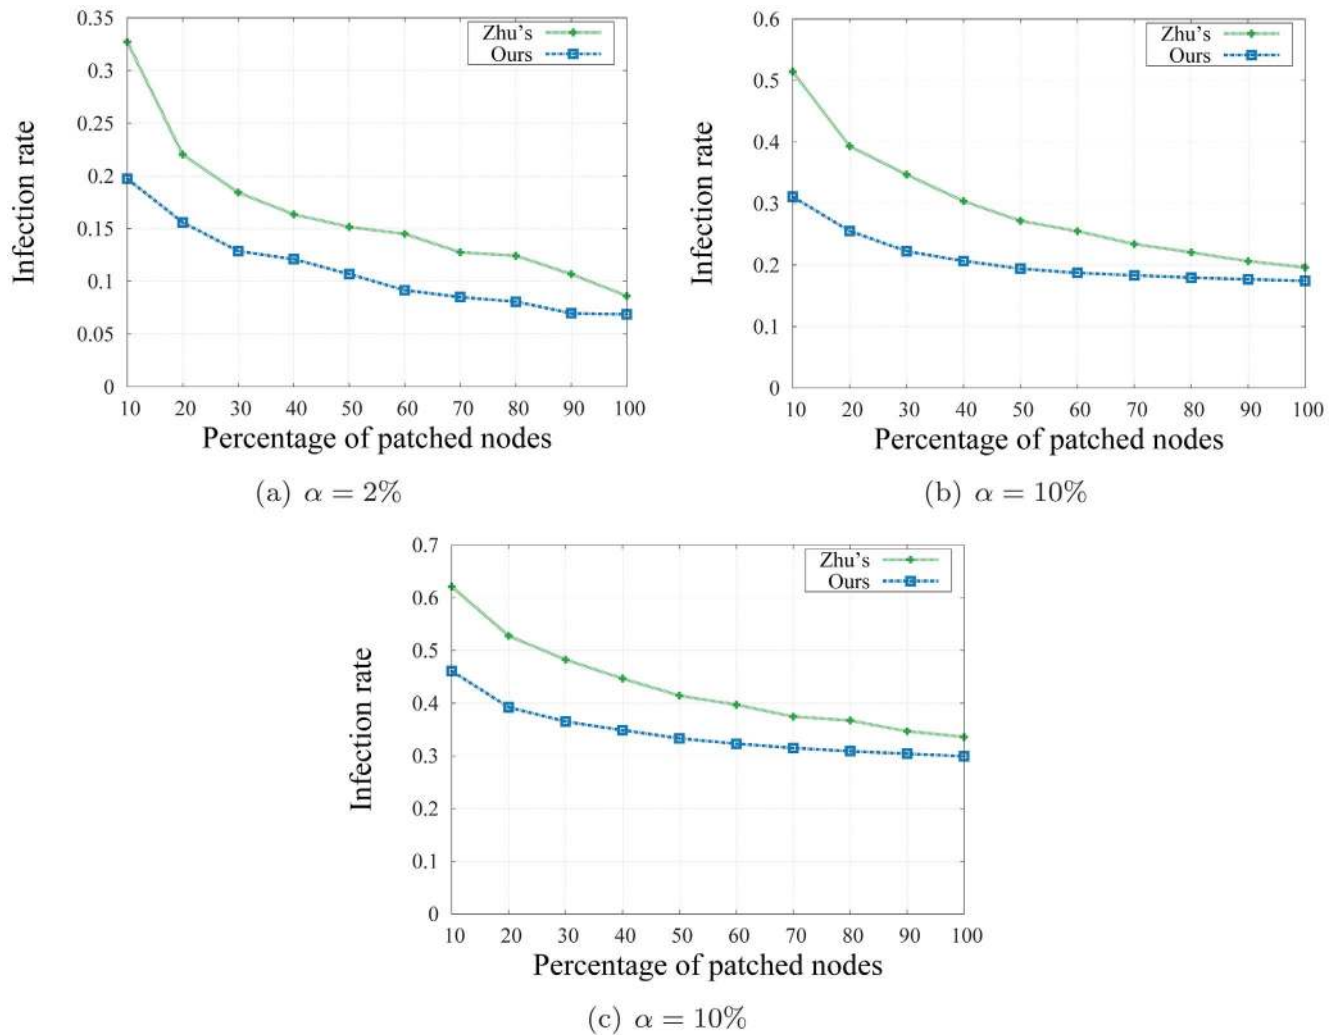 0.35
0.3
0.25
0.2
0.15
0.1
0.05
0
Infection rate
Zhu's
Ours
10 20 30 40 50 60 70 80 90 100
Percentage of patched nodes
(a) α = 2%
0.6
0.5
0.4
0.3
0.2
0.1
0
Infection rate
Zhu's
Ours
10 20 30 40 50 60 70 80 90 100
Percentage of patched nodes
(b) α = 10%
0.7
0.6
0.5
0.4
0.3
0.2
0.1
0
Infection rate
Zhu's
Ours
10 20 30 40 50 60 70 80 90 100
Percentage of patched nodes
(c) α = 10%